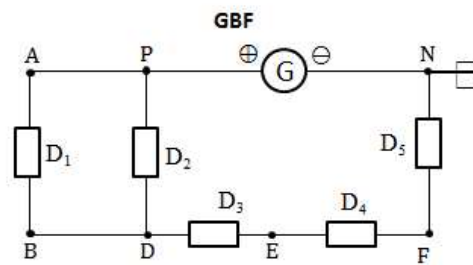 GBF
A P ⊕ G ⊖ N
D₁ D₂ D₅
D₃ D₄
B D E F